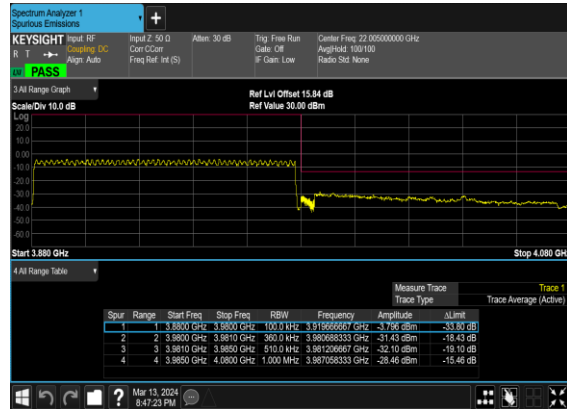 Spectrum Analyzer 1
Spurious Emissions
+
KEYSIGHT Input: RF Input Z: 50 Ω Atten: 30 dB Trig: Free Run Center Freq: 22.005000000 GHz
R T Coupling: DC Corr CCorr Gate: Off Avg|Hold: 100/100
Align: Auto Freq Ref: Int (S) IF Gain: Low Radio Std: None
PASS
3 All Range Graph Ref Lvl Offset 15.84 dB
Scale/Div 10.0 dB Ref Value 30.00 dBm
Log
20.0
10.0
0.00
-10.0
-20.0
-30.0
-40.0
-50.0
-60.0
Start 3.880 GHz Stop 4.080 GH
4 All Range Table
Measure Trace Trace 1
Trace Type Trace Average (Active)
Spur Range Start Freq Stop Freq RBW Frequency Amplitude ΔLimit
1 1 3.8800 GHz 3.9800 GHz 100.0 kHz 3.919666667 GHz -3.796 dBm -33.80 dB
2 2 3.9800 GHz 3.9810 GHz 360.0 kHz 3.980688333 GHz -31.43 dBm -18.43 dB
3 3 3.9810 GHz 3.9850 GHz 510.0 kHz 3.981206667 GHz -32.10 dBm -19.10 dB
4 4 3.9850 GHz 4.0800 GHz 1.000 MHz 3.987058333 GHz -28.46 dBm -15.46 dB
? Mar 13, 2024
8:47:23 PM